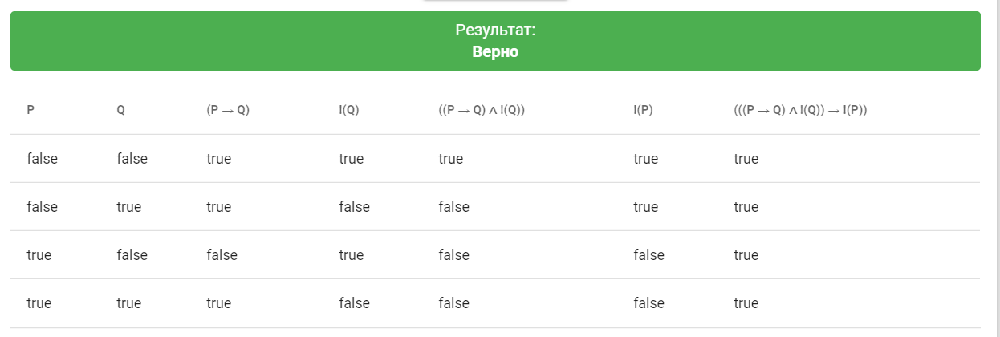 Результат:
Верно
P Q (P → Q) !(Q) ((P → Q) ∧ !(Q)) !(P) (((P → Q) ∧ !(Q)) → !(P))
false false true true true true true
false true true false false true true
true false false true false false true
true true true false false false true